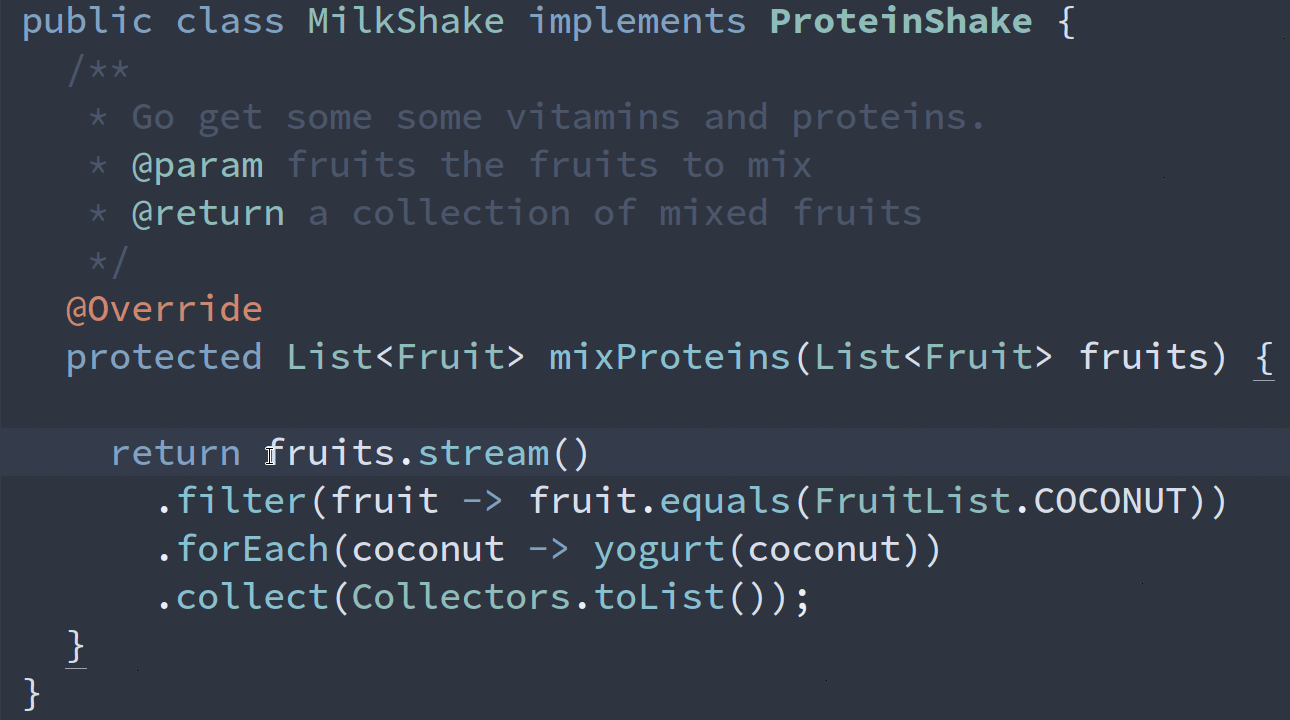 public class MilkShake implements ProteinShake {
/**
* Go get some some vitamins and proteins.
* @param fruits the fruits to mix
* @return a collection of mixed fruits
*/
@Override
protected List<Fruit> mixProteins(List<Fruit> fruits) {
return fruits.stream()
.filter(fruit -> fruit.equals(FruitList.COCONUT))
.forEach(coconut -> yogurt(coconut))
.collect(Collectors.toList());
}
}